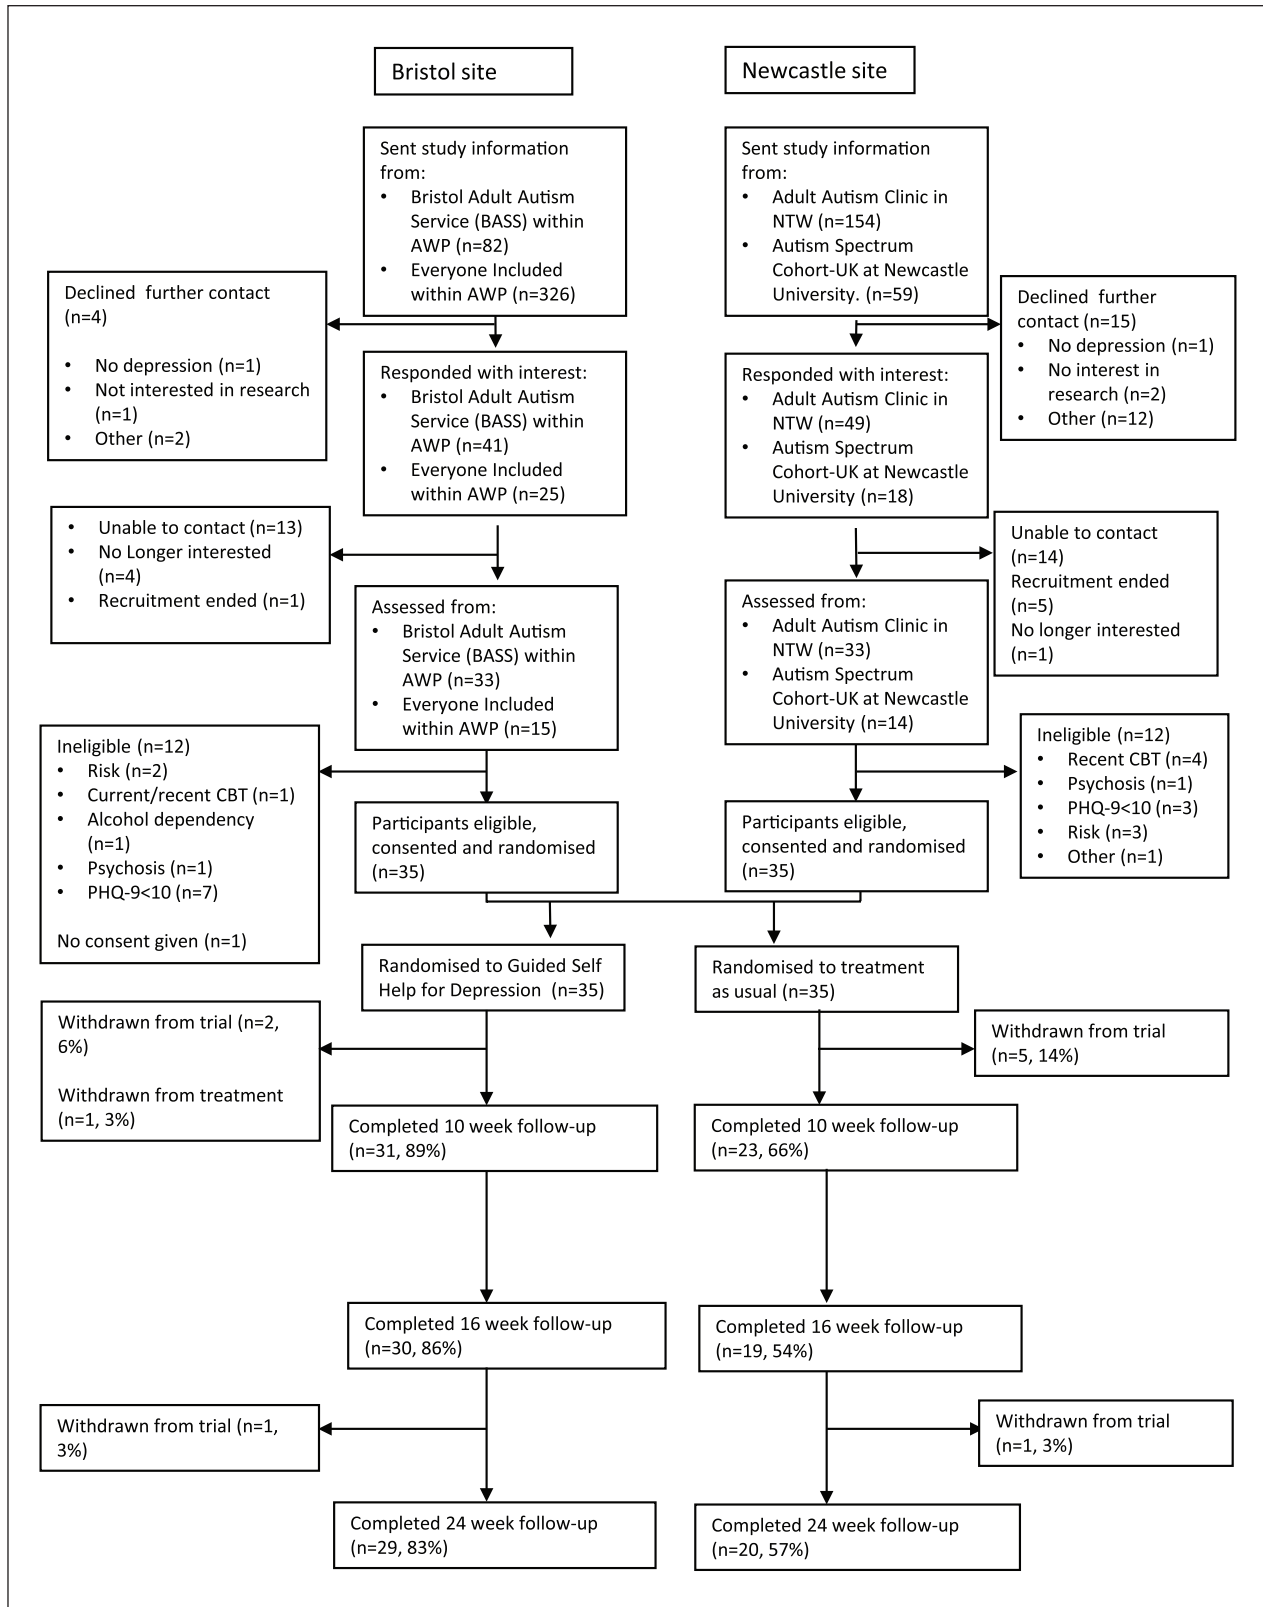 Bristol site
Newcastle site
Sent study information
from:
• Bristol Adult Autism
Service (BASS) within
AWP (n=82)
• Everyone Included
within AWP (n=326)
Sent study information
from:
• Adult Autism Clinic in
NTW (n=154)
• Autism Spectrum
Cohort-UK at Newcastle
University. (n=59)
Declined further contact
(n=4)
• No depression (n=1)
• Not interested in research
(n=1)
• Other (n=2)
Declined further
contact (n=15)
• No depression (n=1)
• No interest in
research (n=2)
• Other (n=12)
Responded with interest:
• Bristol Adult Autism
Service (BASS) within
AWP (n=41)
• Everyone Included
within AWP (n=25)
Responded with interest:
• Adult Autism Clinic in
NTW (n=49)
• Autism Spectrum
Cohort-UK at Newcastle
University (n=18)
• Unable to contact (n=13)
• No Longer interested
(n=4)
• Recruitment ended (n=1)
Unable to contact
(n=14)
Recruitment ended
(n=5)
No longer interested
(n=1)
Assessed from:
• Bristol Adult Autism
Service (BASS) within
AWP (n=33)
• Everyone Included
within AWP (n=15)
Assessed from:
• Adult Autism Clinic in
NTW (n=33)
• Autism Spectrum
Cohort-UK at Newcastle
University (n=14)
Ineligible (n=12)
• Risk (n=2)
• Current/recent CBT (n=1)
• Alcohol dependency
(n=1)
• Psychosis (n=1)
• PHQ-9<10 (n=7)
No consent given (n=1)
Ineligible (n=12)
• Recent CBT (n=4)
• Psychosis (n=1)
• PHQ-9<10 (n=3)
• Risk (n=3)
• Other (n=1)
Participants eligible,
consented and randomised
(n=35)
Participants eligible,
consented and randomised
(n=35)
Randomised to Guided Self
Help for Depression (n=35)
Randomised to treatment
as usual (n=35)
Withdrawn from trial (n=2,
6%)
Withdrawn from treatment
(n=1, 3%)
Withdrawn from trial
(n=5, 14%)
Completed 10 week follow-up
(n=31, 89%)
Completed 10 week follow-up
(n=23, 66%)
Completed 16 week follow-up
(n=30, 86%)
Completed 16 week follow-up
(n=19, 54%)
Withdrawn from trial (n=1,
3%)
Withdrawn from trial
(n=1, 3%)
Completed 24 week follow-up
(n=29, 83%)
Completed 24 week follow-up
(n=20, 57%)